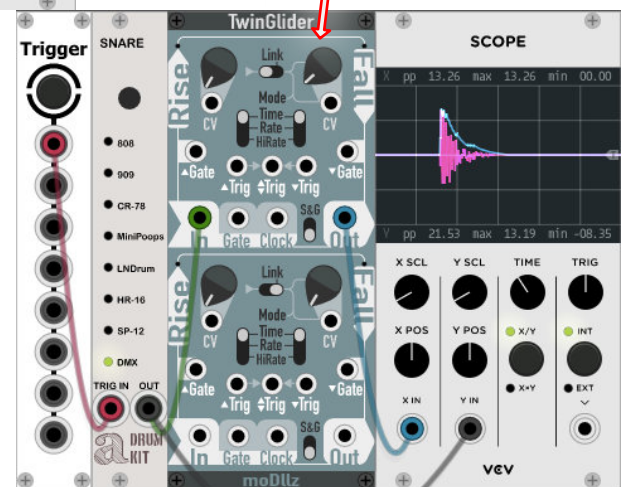 Trigger
SNARE
808
909
CR-78
MiniPoops
LNDrum
HR-16
SP-12
DMX
TRIG IN OUT
DRUM
KIT
TwinGlider
Rise
Link
Fall
CV
Mode
CV
Time
Rate
HiRate
▲Gate
▼Gate
▲Trig ♦Trig ▼Trig
S&G
In Gate Clock Out
Rise
Link
Fall
CV
Mode
CV
Time
Rate
HiRate
▲Gate
▼Gate
▲Trig ♦Trig ▼Trig
S&G
In Gate Clock Out
moDllz
SCOPE
X pp 13.26 max 13.26 min 00.00
1
Y pp 21.53 max 13.19 min -08.35
X SCL Y SCL TIME TRIG
X POS Y POS X/Y INT
X×Y EXT
X IN Y IN
VCV